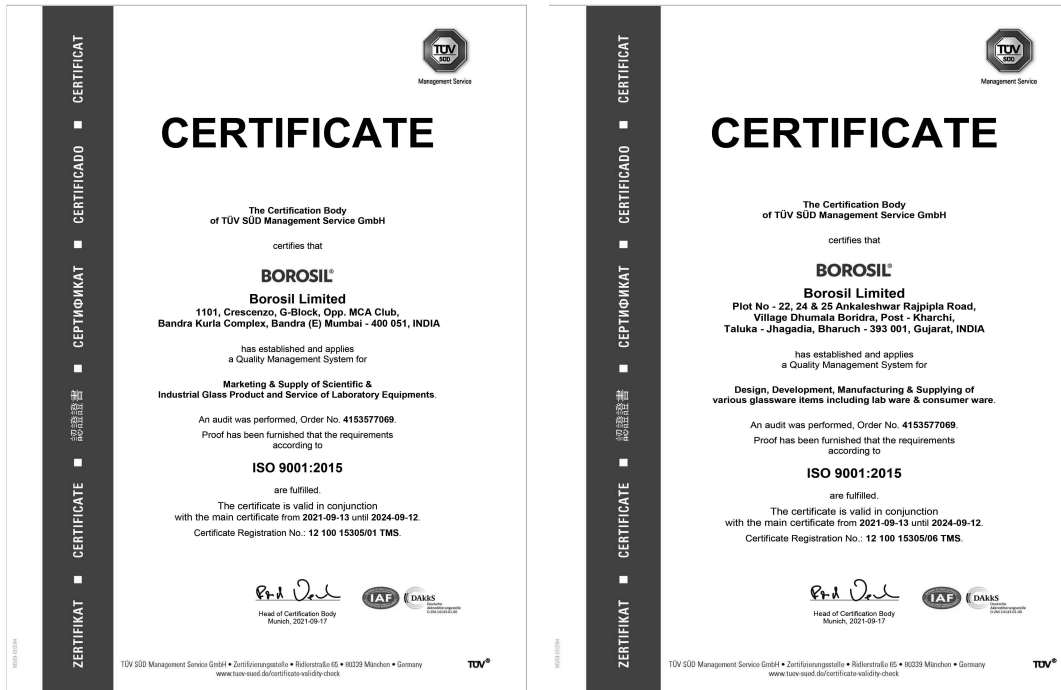 ZERTIFIKAT ■ CERTIFICATE ■ 認證證書 ■ СЕРТИФИКАТ ■ CERTIFICADO ■ CERTIFICAT
TÜV
SÜD
Management Service
CERTIFICATE
The Certification Body
of TÜV SÜD Management Service GmbH
certifies that
BOROSIL®
Borosil Limited
1101, Crescenzo, G-Block, Opp. MCA Club,
Bandra Kurla Complex, Bandra (E) Mumbai - 400 051, INDIA
has established and applies
a Quality Management System for
Marketing & Supply of Scientific &
Industrial Glass Product and Service of Laboratory Equipments.
An audit was performed, Order No. 4153577069.
Proof has been furnished that the requirements
according to
ISO 9001:2015
are fulfilled.
The certificate is valid in conjunction
with the main certificate from 2021-09-13 until 2024-09-12.
Certificate Registration No.: 12 100 15305/01 TMS.
Head of Certification Body
Munich, 2021-09-17
IAF
DAkkS
Deutsche
Akkreditierungsstelle
D-ZM-14143-01-00
TÜV SÜD Management Service GmbH • Zertifizierungsstelle • Ridlerstraße 65 • 80339 München • Germany
www.tuev-sued.de/certificate-validity-check
TÜV®
ZERTIFIKAT ■ CERTIFICATE ■ 認證證書 ■ СЕРТИФИКАТ ■ CERTIFICADO ■ CERTIFICAT
TÜV
SÜD
Management Service
CERTIFICATE
The Certification Body
of TÜV SÜD Management Service GmbH
certifies that
BOROSIL®
Borosil Limited
Plot No - 22, 24 & 25 Ankaleshwar Rajpipla Road,
Village Dhumala Boridra, Post - Kharchi,
Taluka - Jhagadia, Bharuch - 393 001, Gujarat, INDIA
has established and applies
a Quality Management System for
Design, Development, Manufacturing & Supplying of
various glassware items including lab ware & consumer ware.
An audit was performed, Order No. 4153577069.
Proof has been furnished that the requirements
according to
ISO 9001:2015
are fulfilled.
The certificate is valid in conjunction
with the main certificate from 2021-09-13 until 2024-09-12.
Certificate Registration No.: 12 100 15305/06 TMS.
Head of Certification Body
Munich, 2021-09-17
IAF
DAkkS
Deutsche
Akkreditierungsstelle
D-ZM-14143-01-00
TÜV SÜD Management Service GmbH • Zertifizierungsstelle • Ridlerstraße 65 • 80339 München • Germany
www.tuev-sued.de/certificate-validity-check
TÜV®